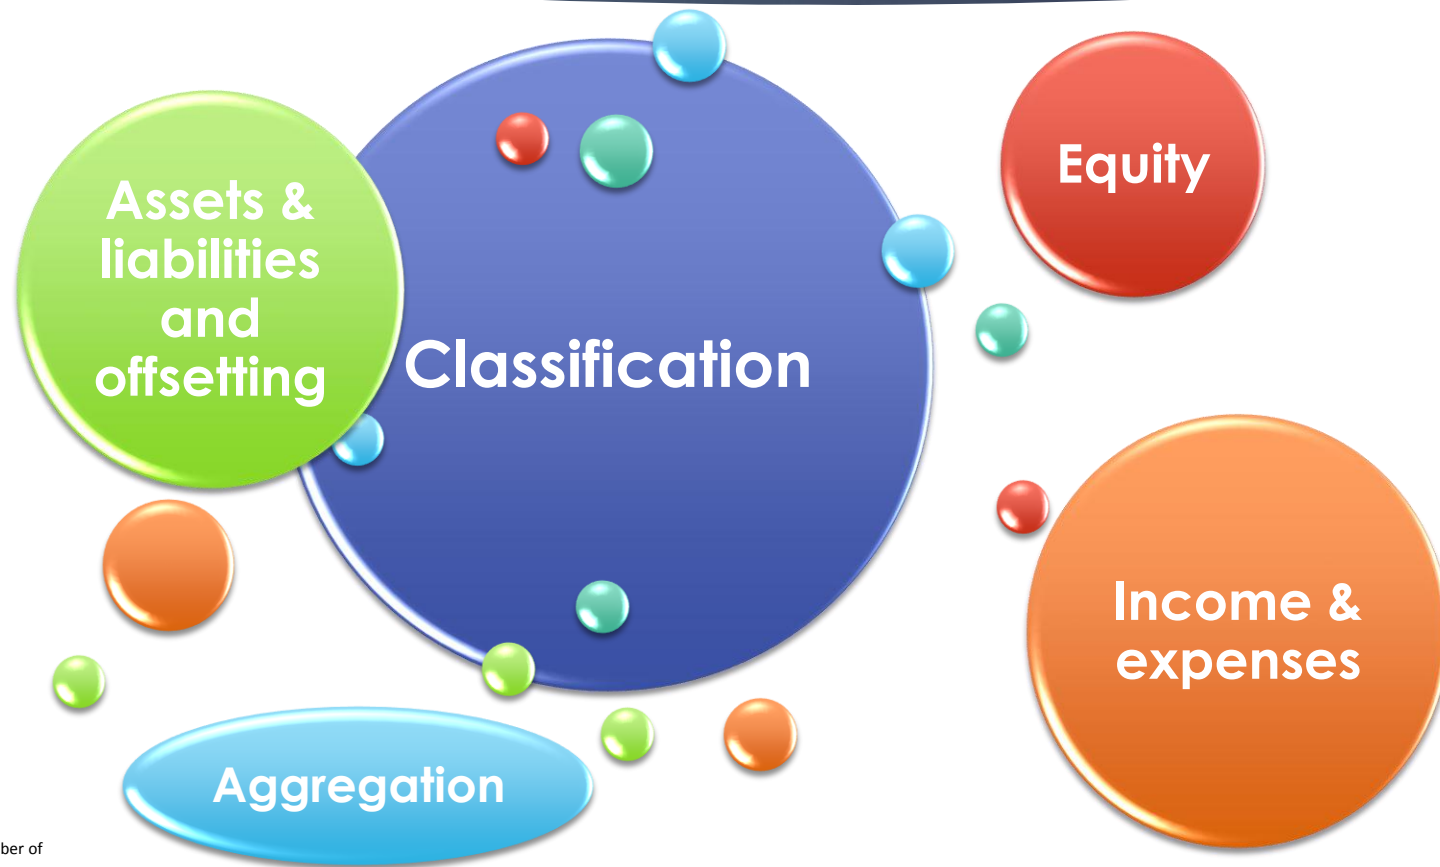 Assets &
liabilities
and
offsetting
Classification
Equity
Income &
expenses
Aggregation
ber of